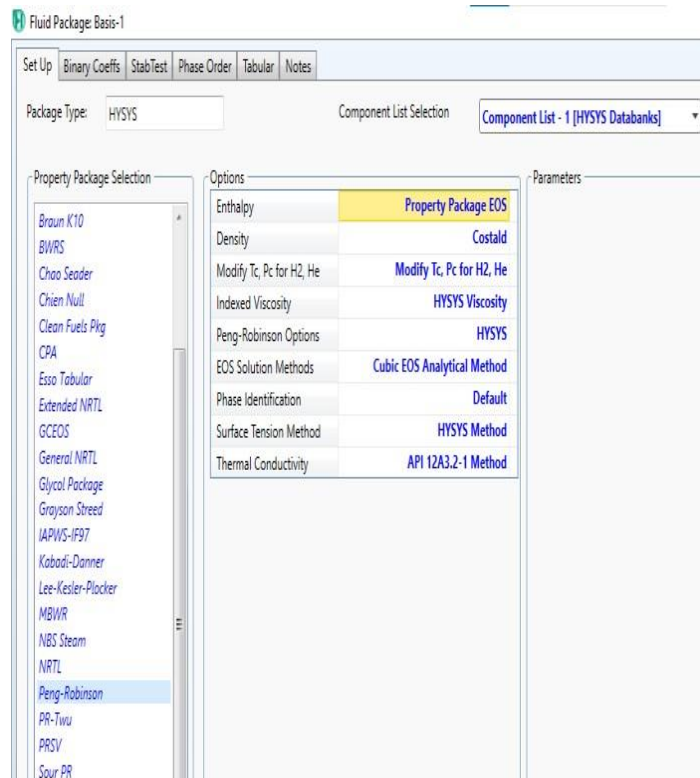 Fluid Package: Basis-1
Set Up Binary Coeffs StabTest Phase Order Tabular Notes
Package Type: HYSYS Component List Selection Component List - 1 [HYSYS Databanks]
Property Package Selection
Braun K10
BWRS
Chao Seader
Chien Null
Clean Fuels Pkg
CPA
Esso Tabular
Extended NRTL
GCEOS
General NRTL
Glycol Package
Grayson Streed
IAPWS-IF97
Kabadi-Danner
Lee-Kesler-Plocker
MBWR
NBS Steam
NRTL
Peng-Robinson
PR-Twu
PRSV
Sour PR
Options
Enthalpy Property Package EOS
Density Costald
Modify Tc, Pc for H2, He Modify Tc, Pc for H2, He
Indexed Viscosity HYSYS Viscosity
Peng-Robinson Options HYSYS
EOS Solution Methods Cubic EOS Analytical Method
Phase Identification Default
Surface Tension Method HYSYS Method
Thermal Conductivity API 12A3.2-1 Method
Parameters